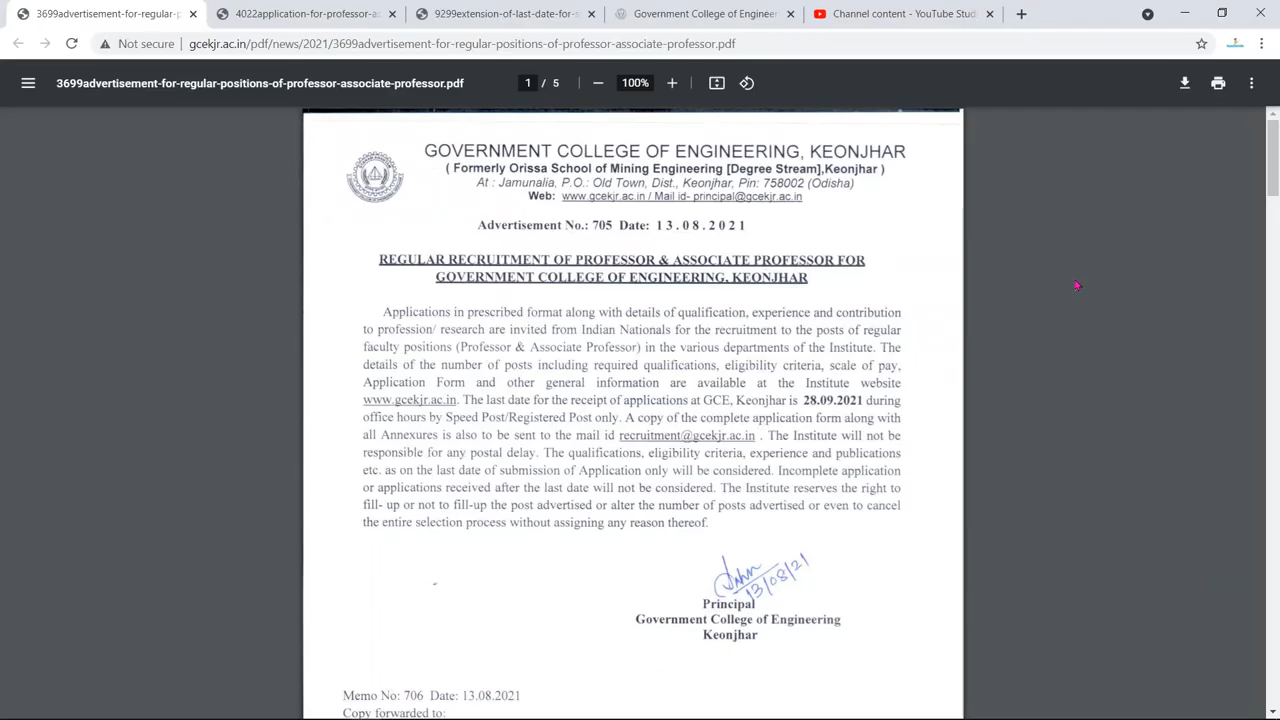 3699advertisement-for-regular-p
4022application-for-professor-a
9299extension-of-last-date-for-s
Government College of Engineer
Channel content - YouTube Stud
Not secure
gcekjr.ac.in/pdf/news/2021/3699advertisement-for-regular-positions-of-professor-associate-professor.pdf
3699advertisement-for-regular-positions-of-professor-associate-professor.pdf
1 / 5
100%
GOVERNMENT COLLEGE OF ENGINEERING, KEONJHAR
( Formerly Orissa School of Mining Engineering [Degree Stream],Keonjhar )
At : Jamunalia, P.O.: Old Town, Dist., Keonjhar, Pin: 758002 (Odisha)
Web: www.gcekjr.ac.in / Mail id- principal@gcekjr.ac.in
Advertisement No.: 705 Date: 13.08.2021
REGULAR RECRUITMENT OF PROFESSOR & ASSOCIATE PROFESSOR FOR
GOVERNMENT COLLEGE OF ENGINEERING, KEONJHAR
Applications in prescribed format along with details of qualification, experience and contribution
to profession/ research are invited from Indian Nationals for the recruitment to the posts of regular
faculty positions (Professor & Associate Professor) in the various departments of the Institute. The
details of the number of posts including required qualifications, eligibility criteria, scale of pay,
Application Form and other general information are available at the Institute website
www.gcekjr.ac.in. The last date for the receipt of applications at GCE, Keonjhar is 28.09.2021 during
office hours by Speed Post/Registered Post only. A copy of the complete application form along with
all Annexures is also to be sent to the mail id recruitment@gcekjr.ac.in . The Institute will not be
responsible for any postal delay. The qualifications, eligibility criteria, experience and publications
etc. as on the last date of submission of Application only will be considered. Incomplete application
or applications received after the last date will not be considered. The Institute reserves the right to
fill- up or not to fill-up the post advertised or alter the number of posts advertised or even to cancel
the entire selection process without assigning any reason thereof.
13/08/21
Principal
Government College of Engineering
Keonjhar
Memo No: 706 Date: 13.08.2021
Copy forwarded to: